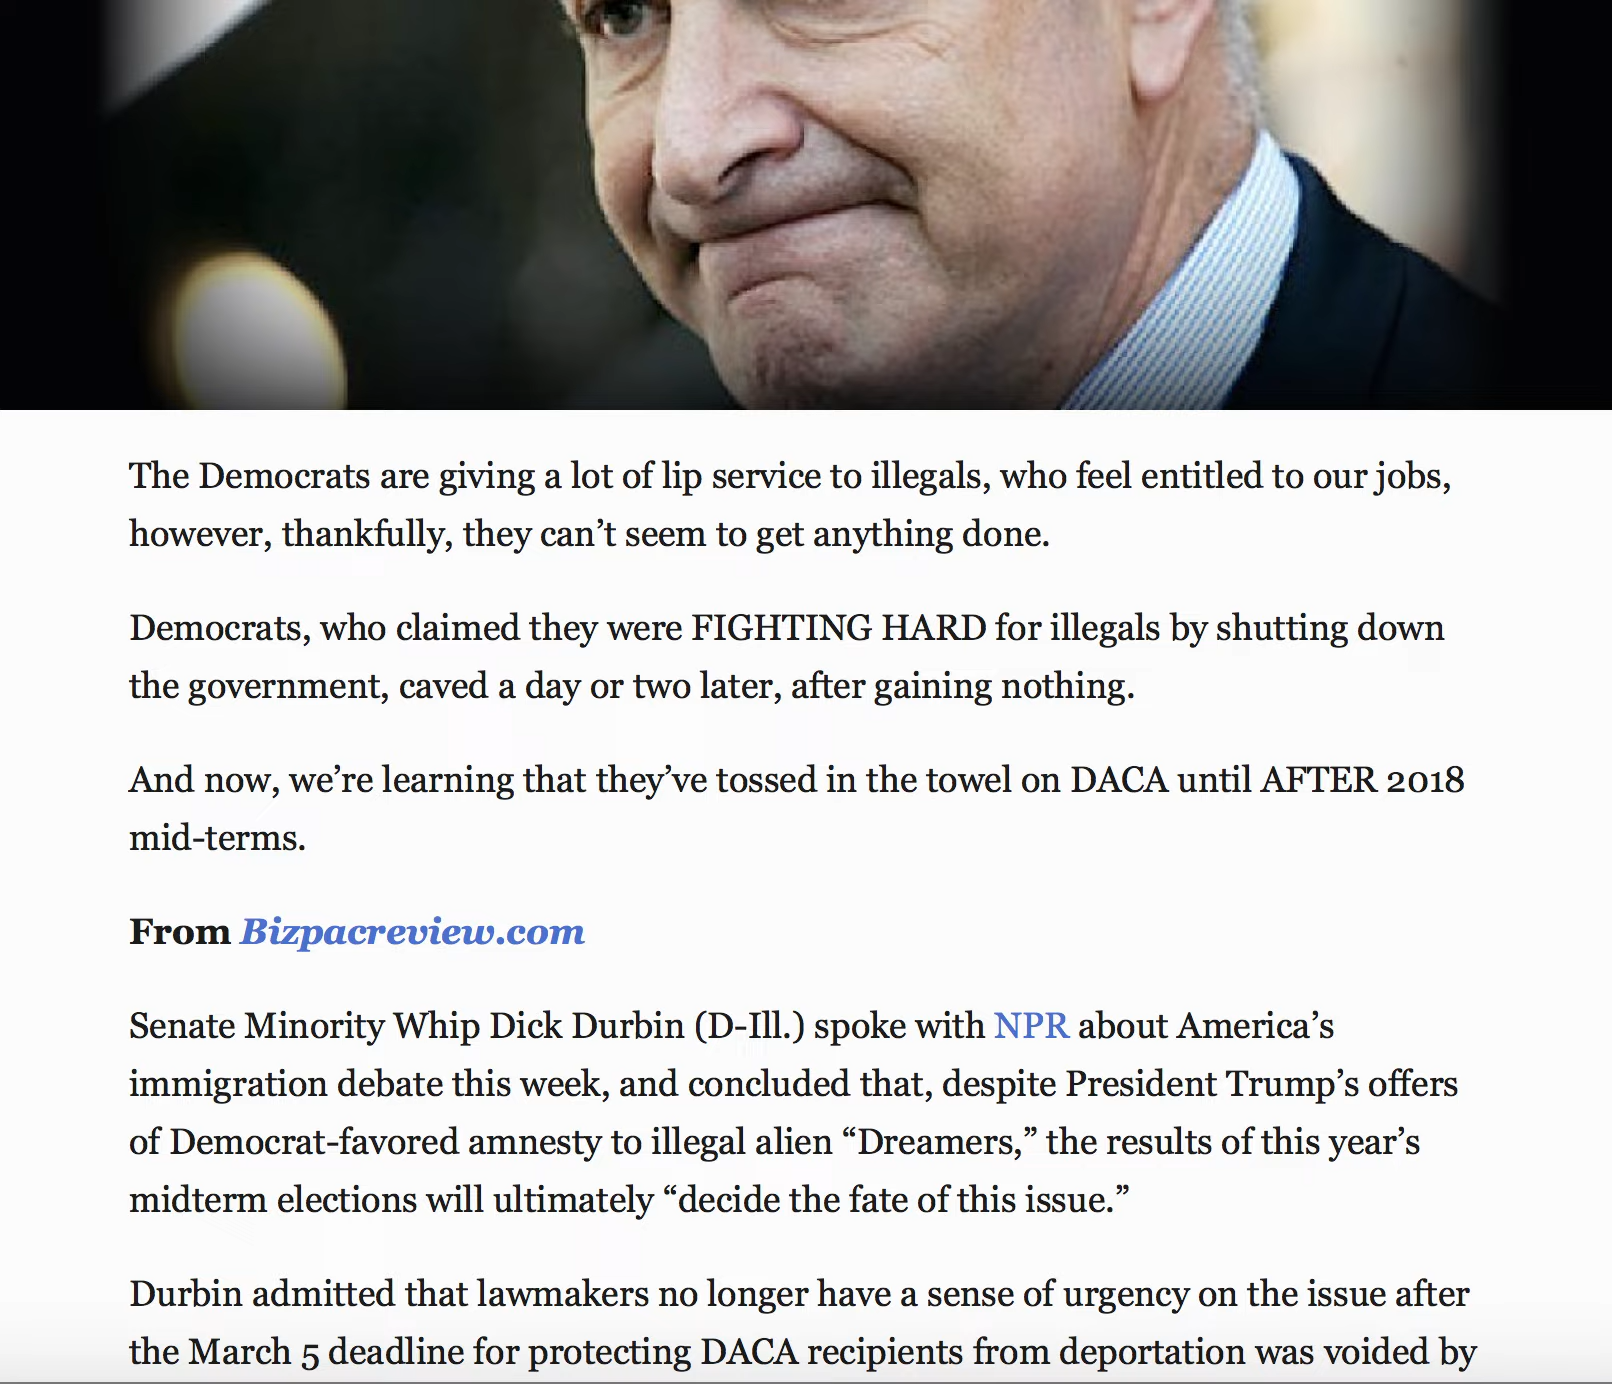 The Democrats are giving a lot of lip service to illegals, who feel entitled to our jobs,
however, thankfully, they can’t seem to get anything done.
Democrats, who claimed they were FIGHTING HARD for illegals by shutting down
the government, caved a day or two later, after gaining nothing.
And now, we’re learning that they’ve tossed in the towel on DACA until AFTER 2018
mid-terms.
From Bizpacreview.com
Senate Minority Whip Dick Durbin (D-Ill.) spoke with NPR about America’s
immigration debate this week, and concluded that, despite President Trump’s offers
of Democrat-favored amnesty to illegal alien “Dreamers,” the results of this year’s
midterm elections will ultimately “decide the fate of this issue.”
Durbin admitted that lawmakers no longer have a sense of urgency on the issue after
the March 5 deadline for protecting DACA recipients from deportation was voided by